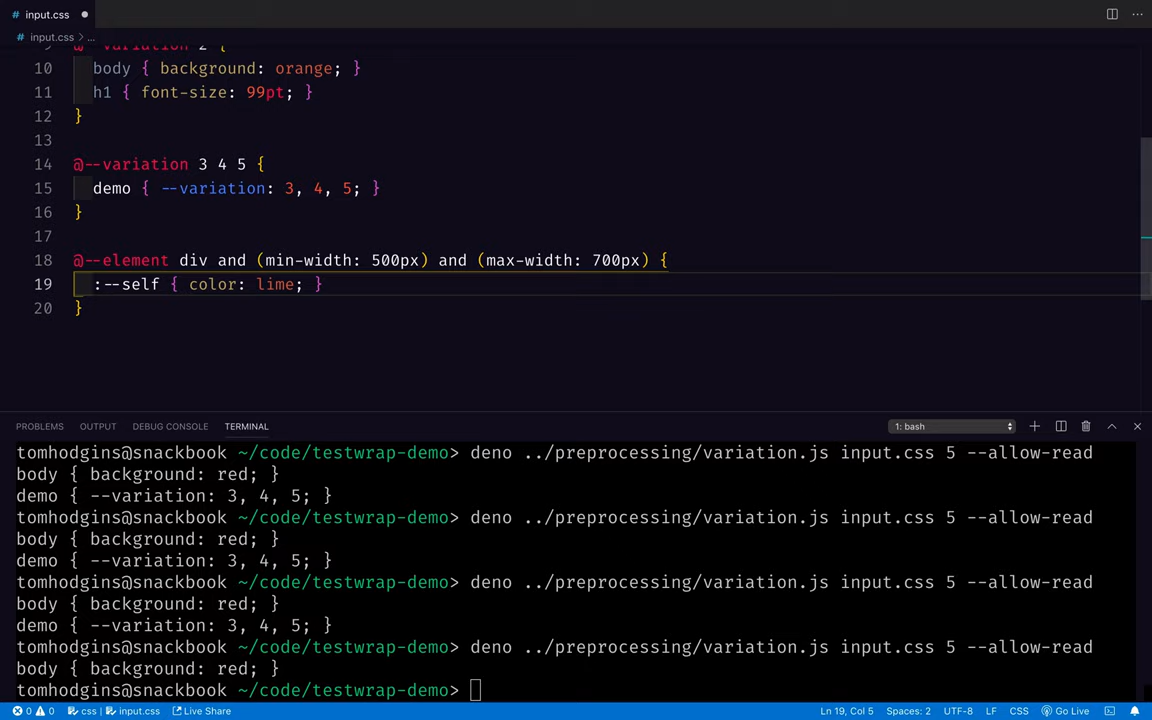 input.css
input.css > ...
@--variation 2 {
10 body { background: orange; }
11 h1 { font-size: 99pt; }
12 }
13
14 @--variation 3 4 5 {
15 demo { --variation: 3, 4, 5; }
16 }
17
18 @--element div and (min-width: 500px) and (max-width: 700px) {
19 :--self { color: lime; }
20 }
PROBLEMS OUTPUT DEBUG CONSOLE TERMINAL 1: bash
tomhodgins@snackbook ~/code/testwrap-demo> deno ../preprocessing/variation.js input.css 5 --allow-read
body { background: red; }
demo { --variation: 3, 4, 5; }
tomhodgins@snackbook ~/code/testwrap-demo> deno ../preprocessing/variation.js input.css 5 --allow-read
body { background: red; }
demo { --variation: 3, 4, 5; }
tomhodgins@snackbook ~/code/testwrap-demo> deno ../preprocessing/variation.js input.css 5 --allow-read
body { background: red; }
demo { --variation: 3, 4, 5; }
tomhodgins@snackbook ~/code/testwrap-demo> deno ../preprocessing/variation.js input.css 5 --allow-read
body { background: red; }
tomhodgins@snackbook ~/code/testwrap-demo>
0 0 css | input.css Live Share Ln 19, Col 5 Spaces: 2 UTF-8 LF CSS Go Live